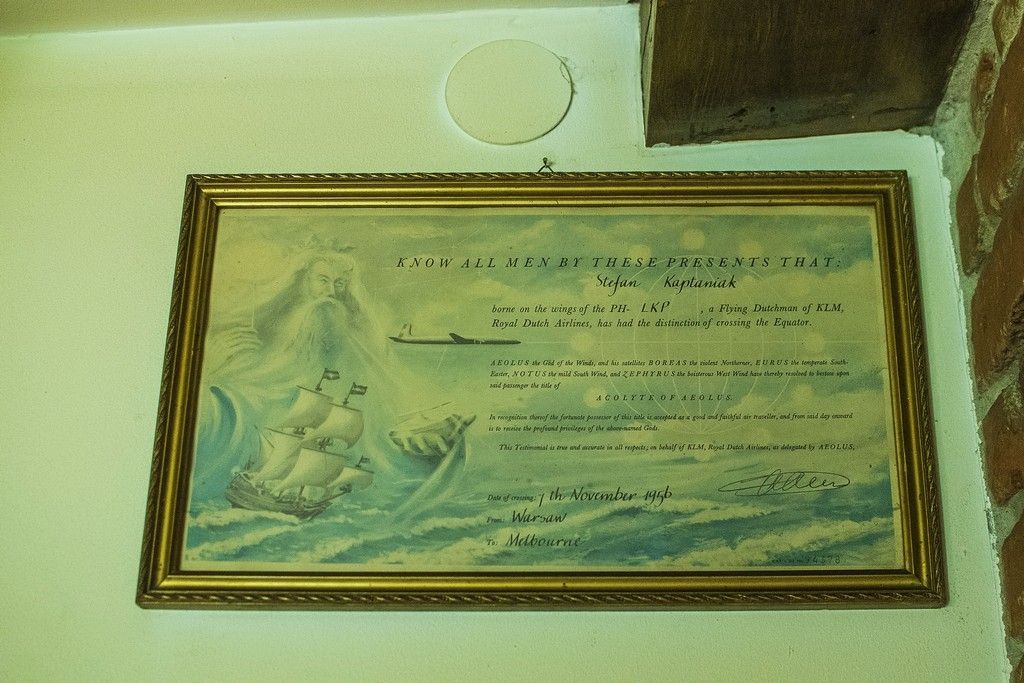 KNOW ALL MEN BY THESE PRESENTS THAT:
Stefan Kaptaniak
borne on the wings of the PH- LKP , a Flying Dutchman of KLM,
Royal Dutch Airlines, has had the distinction of crossing the Equator.
AEOLUS the God of the Winds, and his satellites BOREAS the violent Northerner, EURUS the temperate South-
Easter, NOTUS the mild South Wind, and ZEPHYRUS the boisterous West Wind have thereby resolved to bestow upon
said passenger the title of
ACOLYTE OF AEOLUS.
In recognition thereof the fortunate possessor of this title is accepted as a good and faithful air traveller, and from said day onward
is to receive the profound privileges of the above-named Gods.
This Testimonial is true and accurate in all respects; on behalf of KLM, Royal Dutch Airlines, as delegated by AEOLUS;
Date of crossing: 7th November 1956
From: Warsaw
To: Melbourne